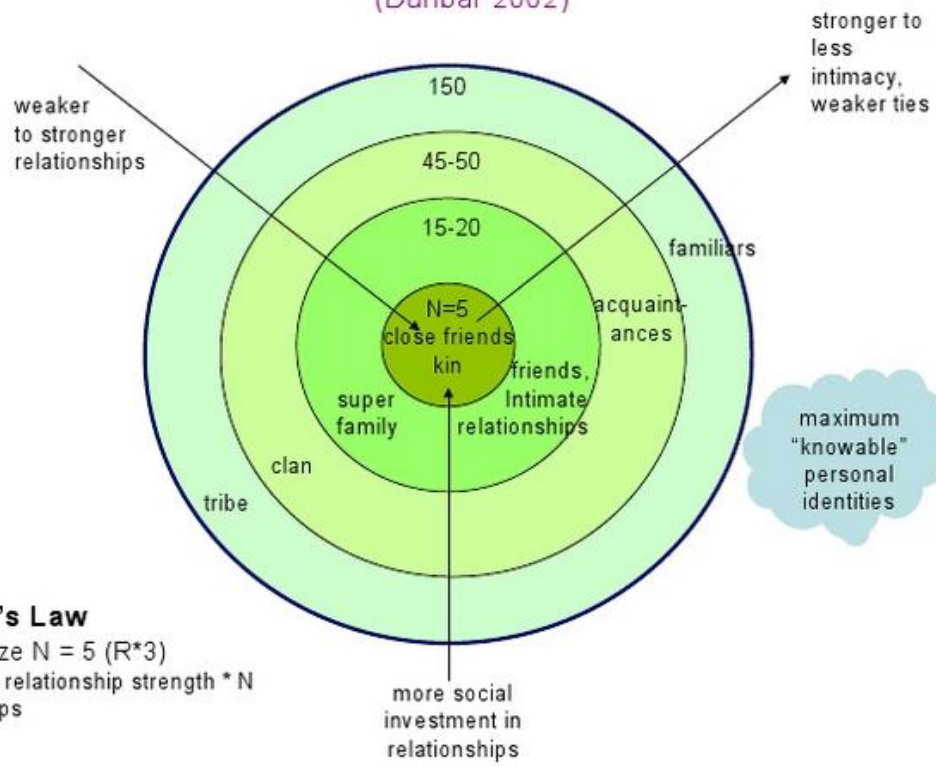 (Dunbar 2002)
stronger to
less
intimacy,
weaker ties
weaker
to stronger
relationships
150
45-50
15-20
familiars
acquaint-
ances
N=5
close friends
kin
friends,
Intimate
relationships
super
family
clan
tribe
maximum
“knowable”
personal
identities
's Law
ze N = 5 (R*3)
relationship strength * N
ps
more social
investment in
relationships